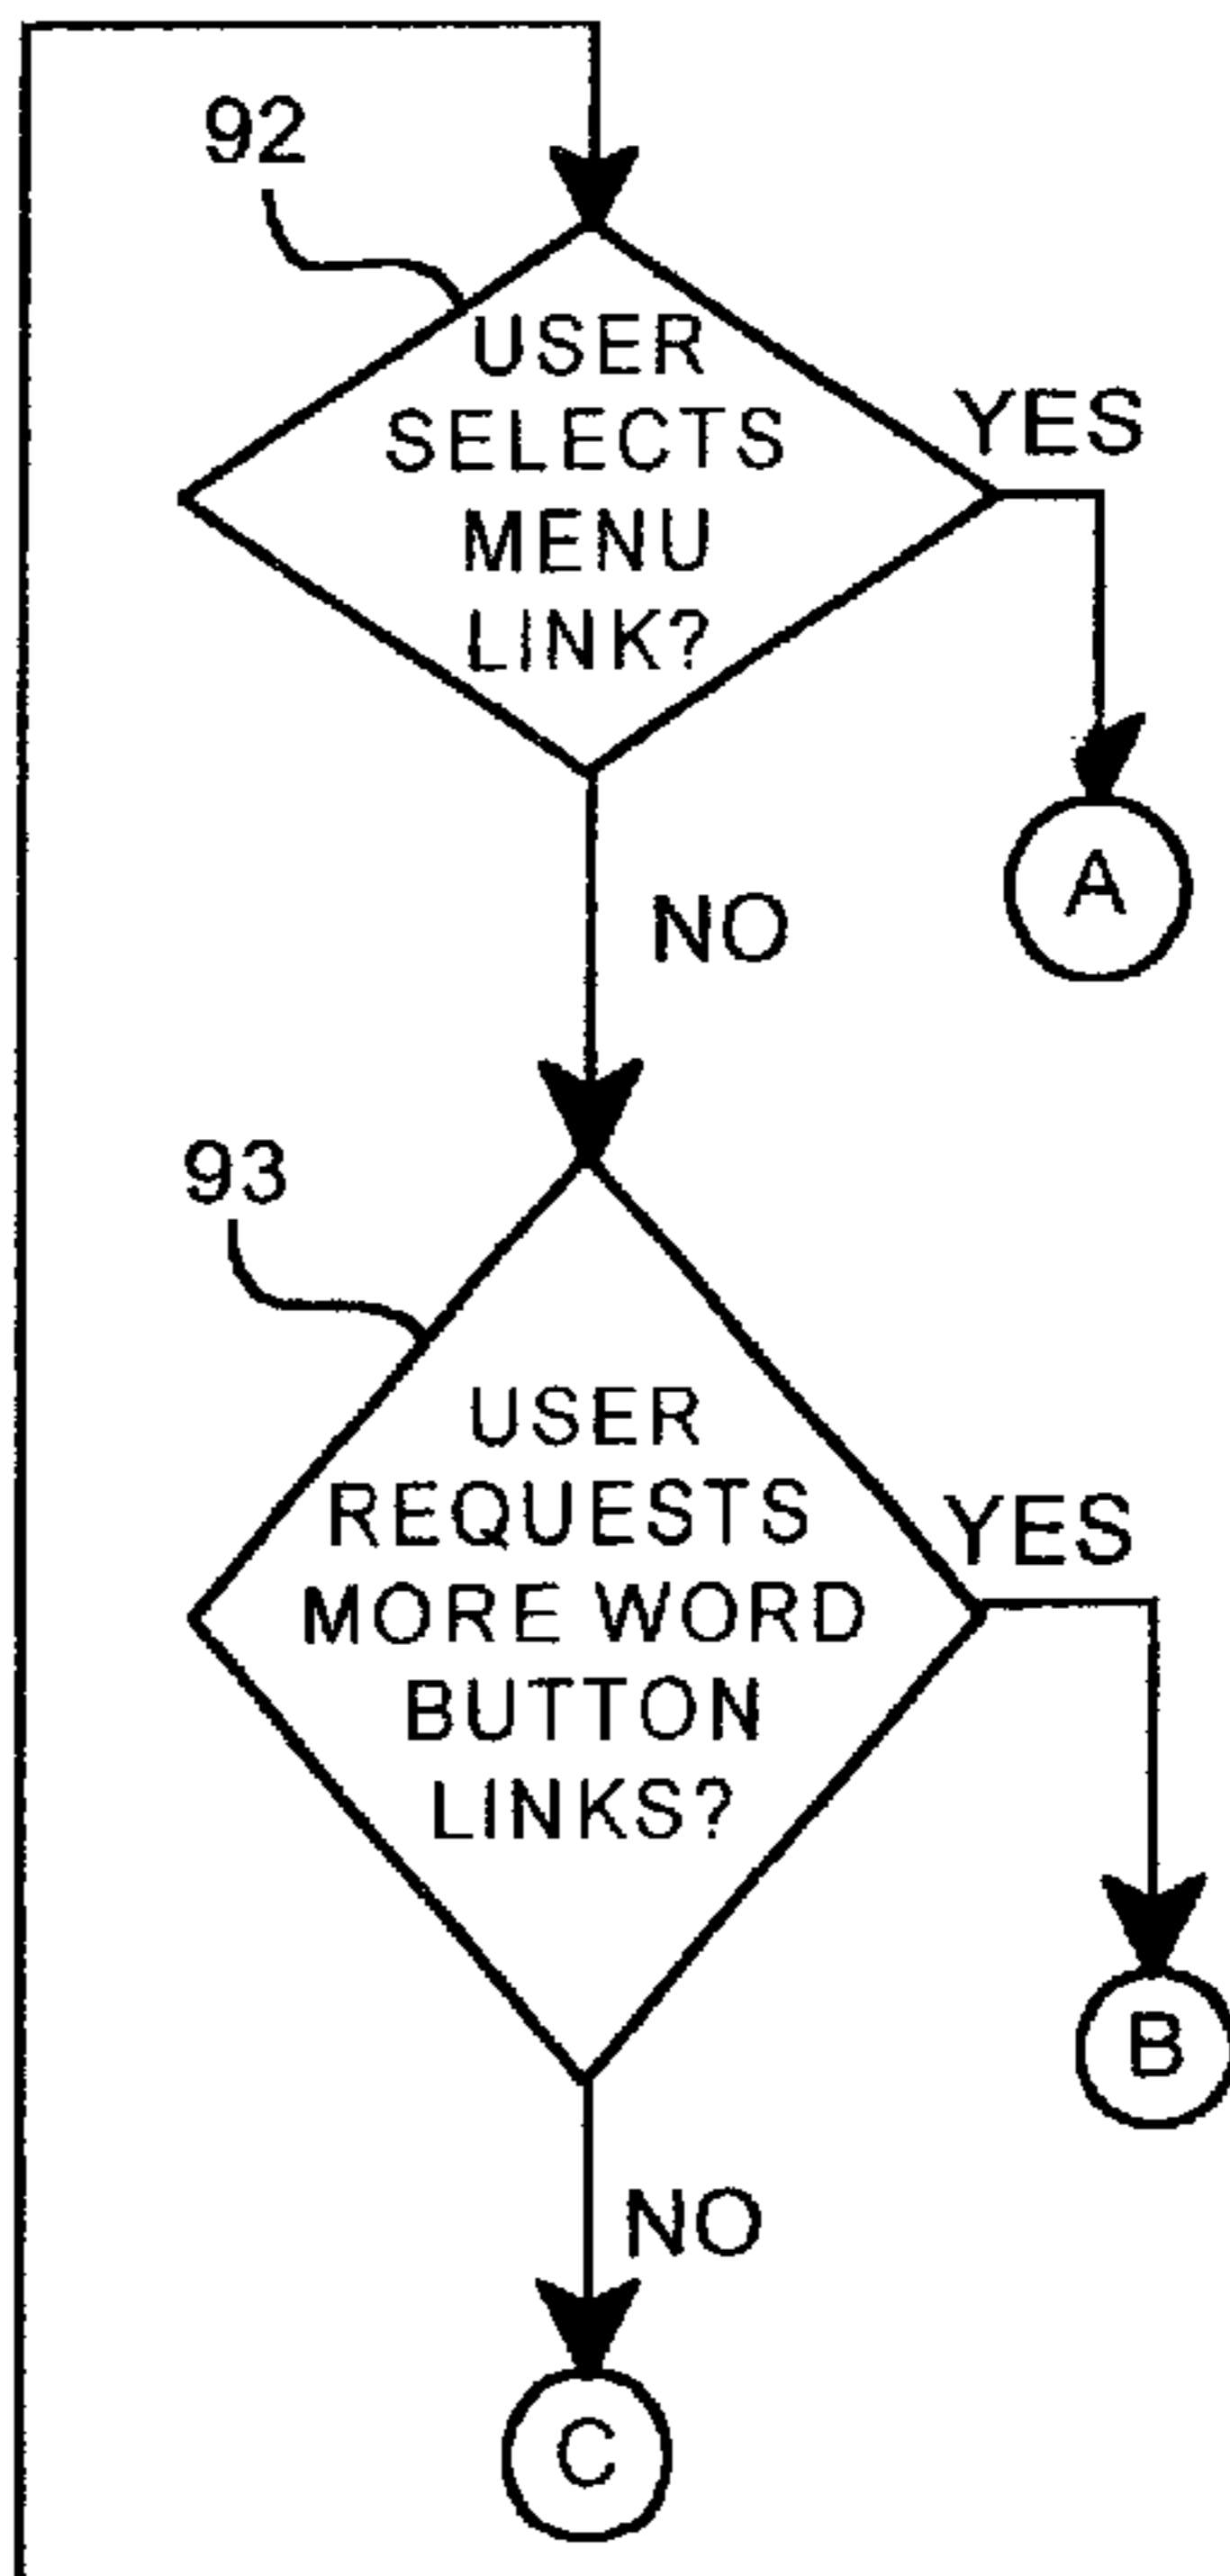 92
USER
SELECTS
MENU
LINK?
YES
A
NO
93
USER
REQUESTS
MORE WORD
BUTTON
LINKS?
YES
B
NO
C